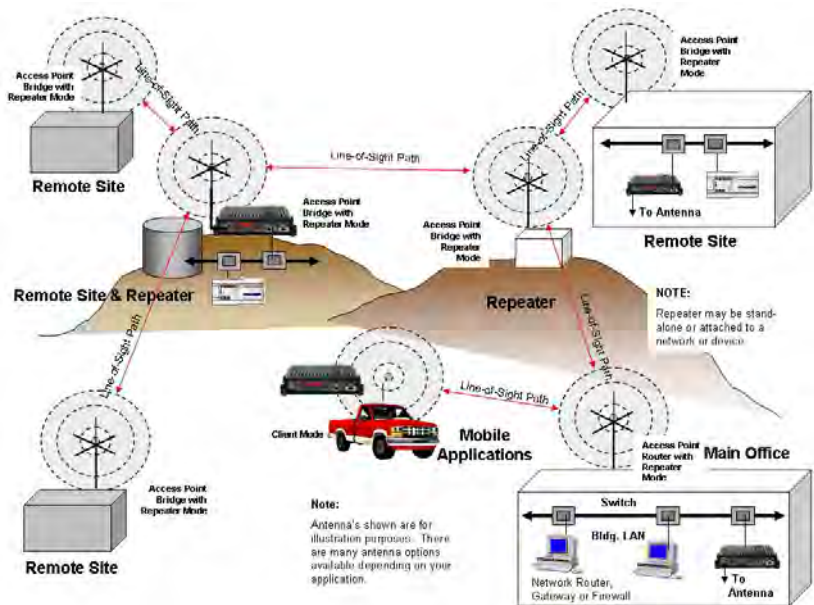 Access Point
Bridge with
Repeater Mode
Remote Site
Line-of-Sight Path
Line-of-Sight Path
Line-of-Sight Path
Access Point
Bridge with
Repeater
Mode
Access Point
Bridge with
Repeater Mode
Access Point
Bridge with
Repeater
Mode
To Antenna
Remote Site
Remote Site & Repeater
Repeater
NOTE:
Repeater may be stand-
alone or attached to a
network or device.
Line-of-Sight Path
Line-of-Sight Path
Line-of-Sight Path
Client Mode
Mobile
Applications
Access Point
Router with
Repeater
Mode
Main Office
Access Point
Bridge with
Repeater Mode
Remote Site
Note:
Antenna's shown are for
illustration purposes. There
are many antenna options
available depending on your
application.
Switch
Bldg. LAN
Network Router,
Gateway or Firewall
To
Antenna